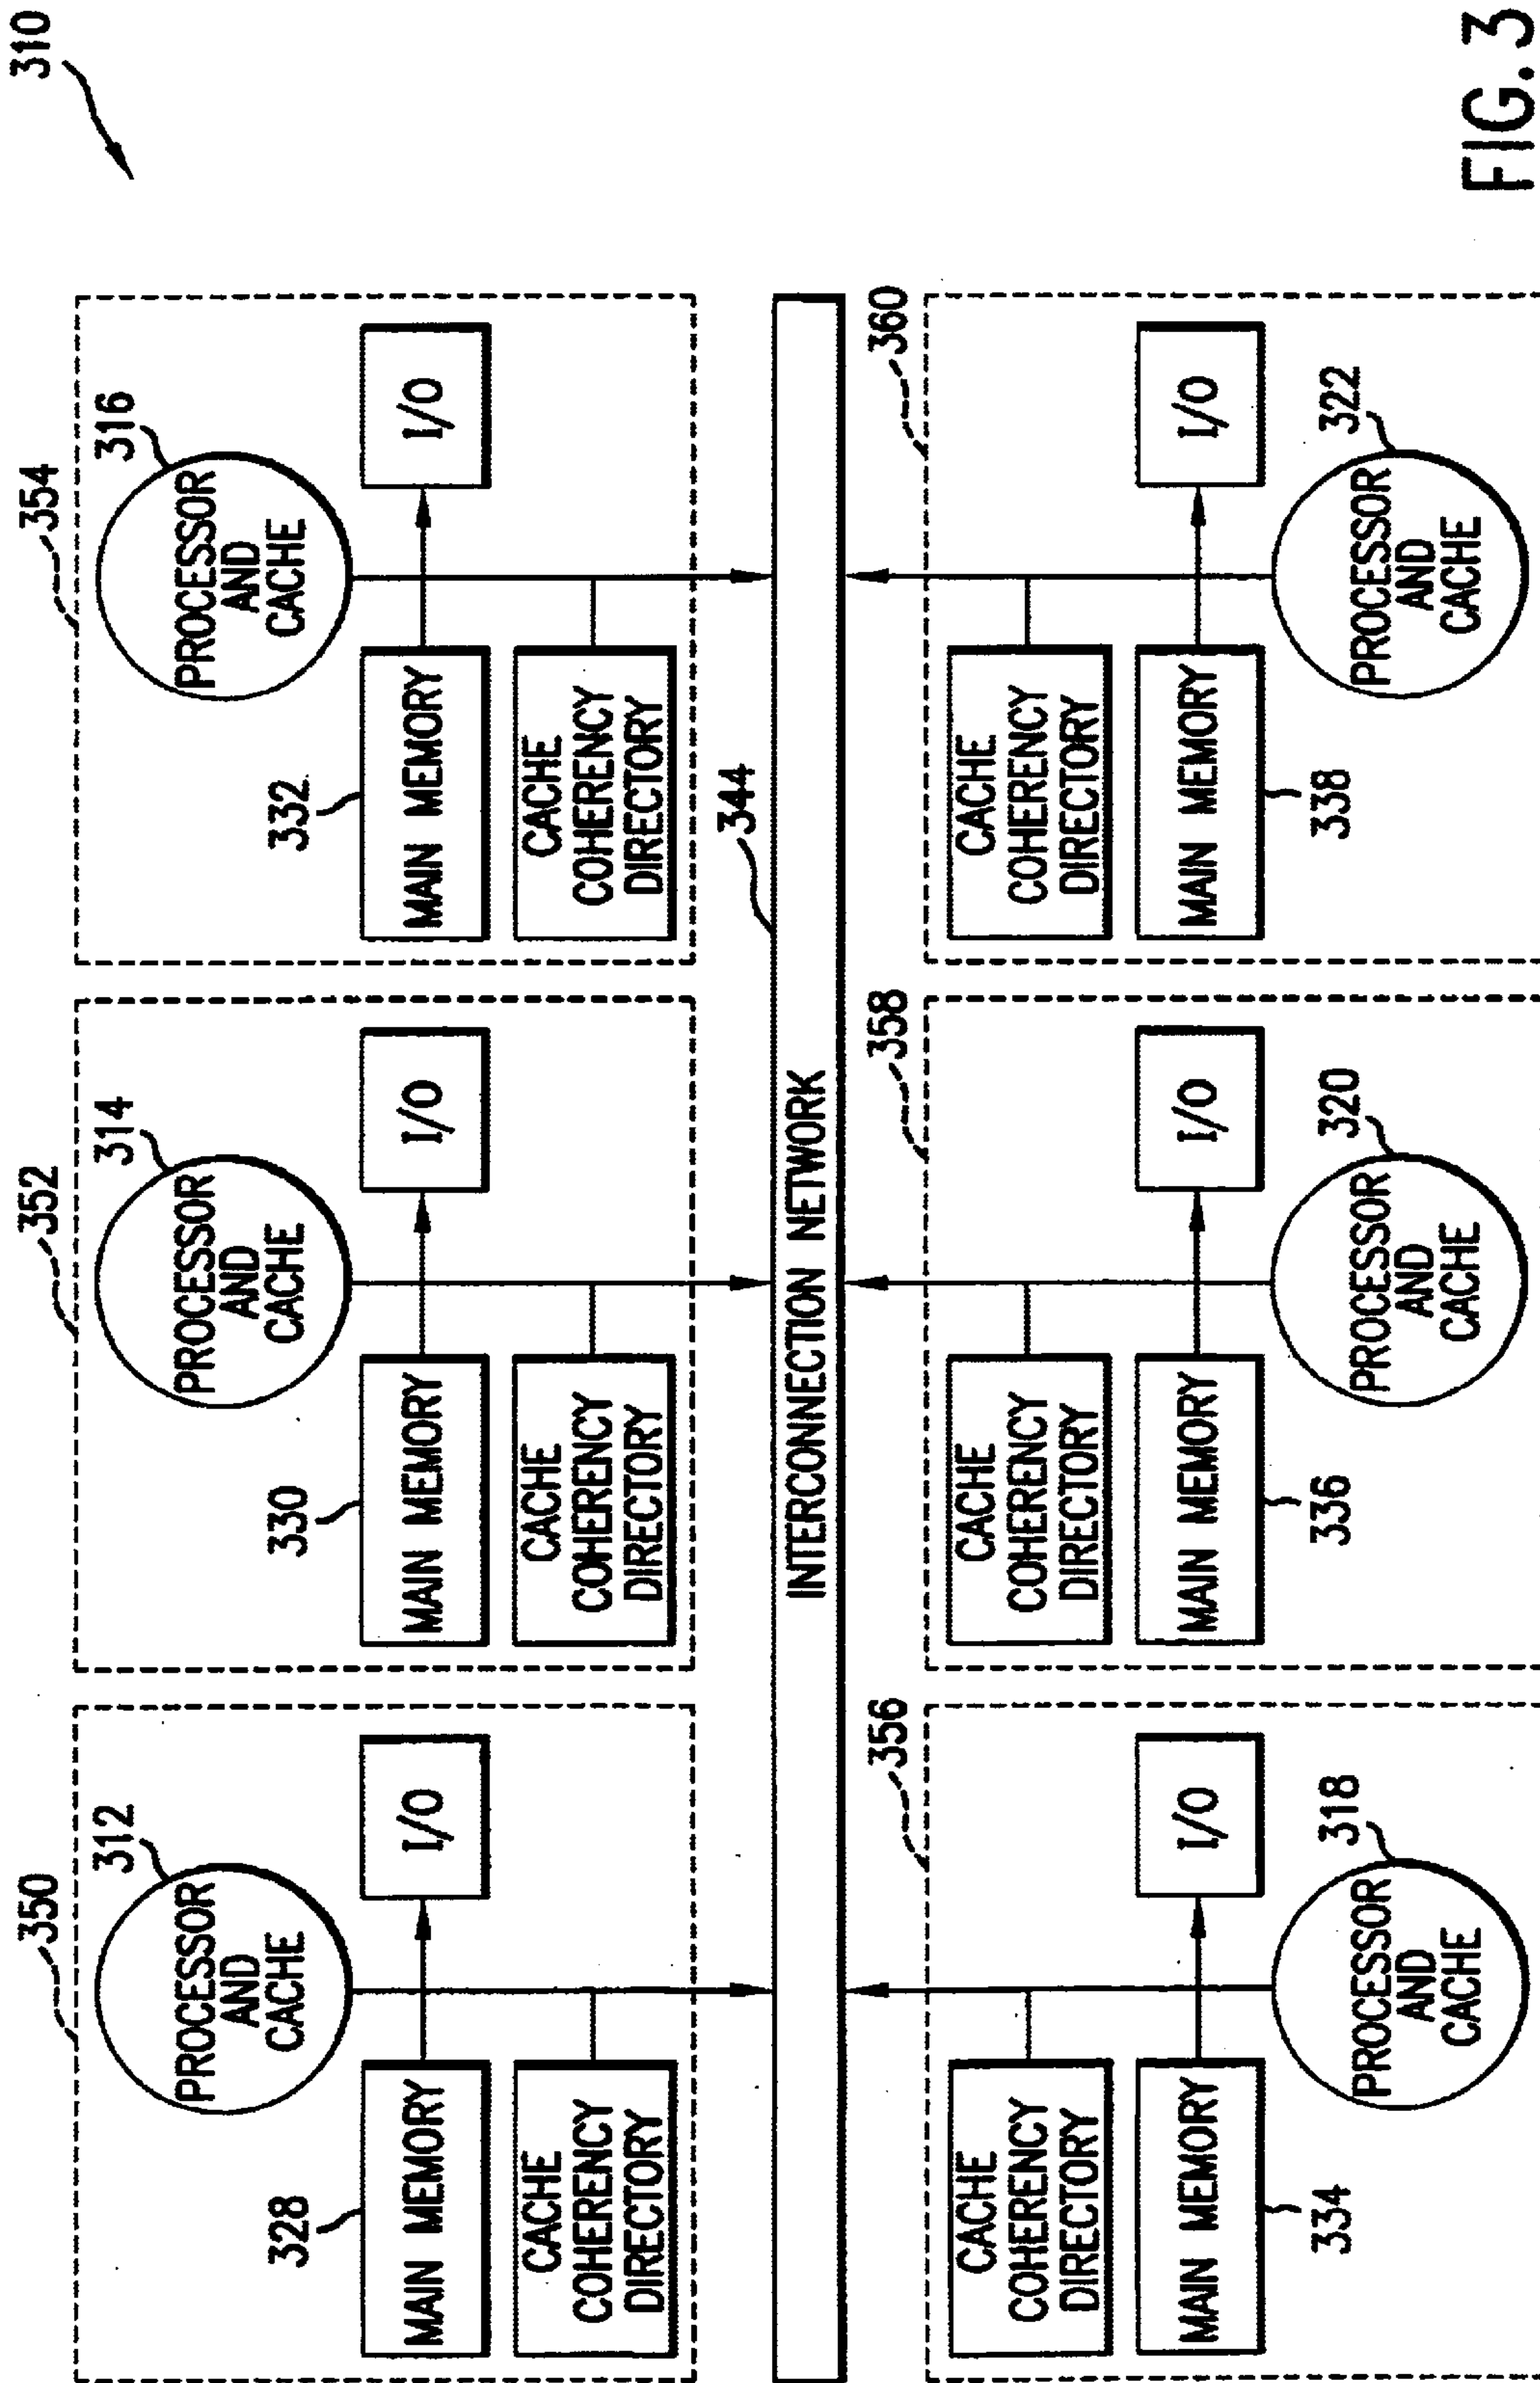 310
350
312
PROCESSOR
AND
CACHE
328
MAIN MEMORY
I/O
CACHE
COHERENCY
DIRECTORY
352
314
PROCESSOR
AND
CACHE
330
MAIN MEMORY
I/O
CACHE
COHERENCY
DIRECTORY
354
316
PROCESSOR
AND
CACHE
332
MAIN MEMORY
I/O
CACHE
COHERENCY
DIRECTORY
344
INTERCONNECTION NETWORK
356
CACHE
COHERENCY
DIRECTORY
MAIN MEMORY
I/O
334
318
PROCESSOR
AND
CACHE
358
CACHE
COHERENCY
DIRECTORY
MAIN MEMORY
I/O
336
320
PROCESSOR
AND
CACHE
360
CACHE
COHERENCY
DIRECTORY
MAIN MEMORY
I/O
338
322
PROCESSOR
AND
CACHE
FIG.3